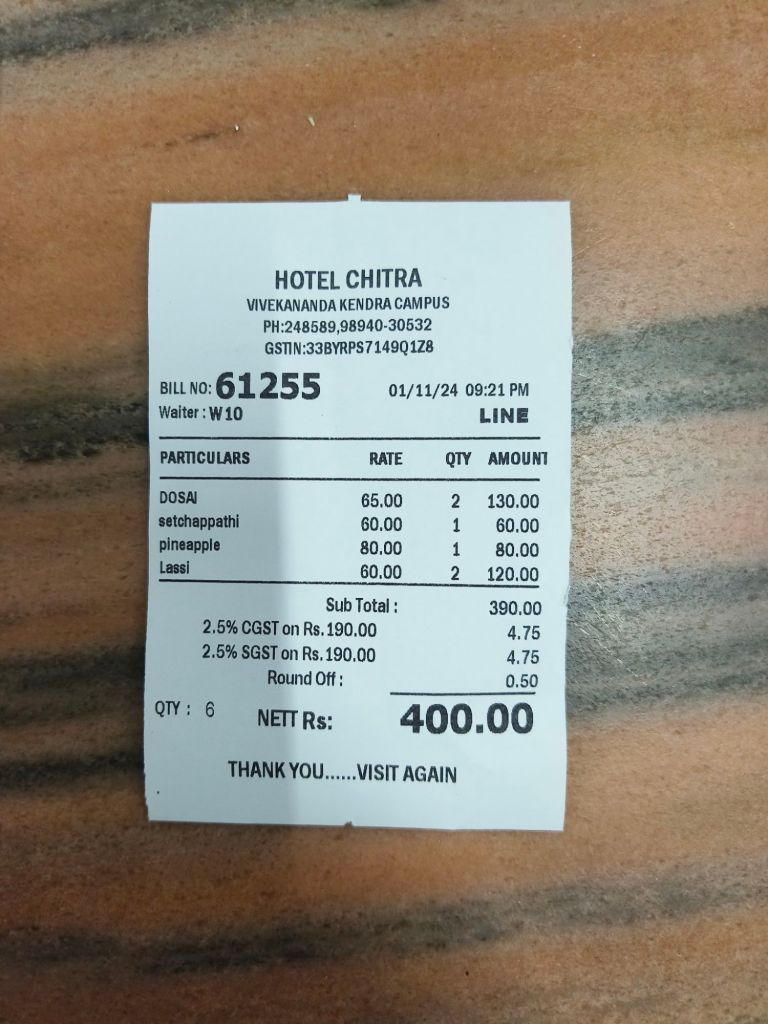 HOTEL CHITRA
VIVEKANANDA KENDRA CAMPUS
PH:248589,98940-30532
GSTIN:33BYRPS7149Q1Z8
BILL NO: 61255 01/11/24 09:21 PM
Waiter : W10 LINE
PARTICULARS RATE QTY AMOUNT
DOSAI 65.00 2 130.00
setchappathi 60.00 1 60.00
pineapple 80.00 1 80.00
Lassi 60.00 2 120.00
Sub Total : 390.00
2.5% CGST on Rs.190.00 4.75
2.5% SGST on Rs.190.00 4.75
Round Off : 0.50
QTY : 6 NETT Rs: 400.00
THANK YOU......VISIT AGAIN